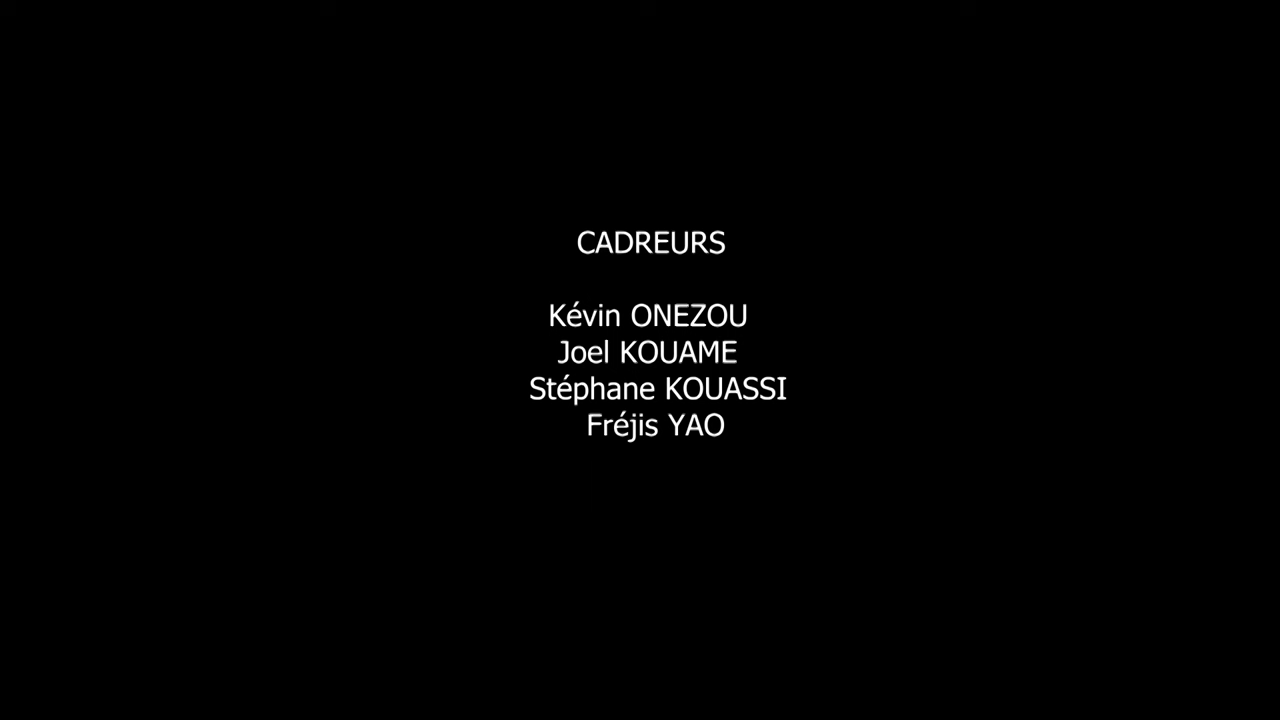 CADREURS
Kévin ONEZOU
Joel KOUAME
Stéphane KOUASSI
Fréjis YAO